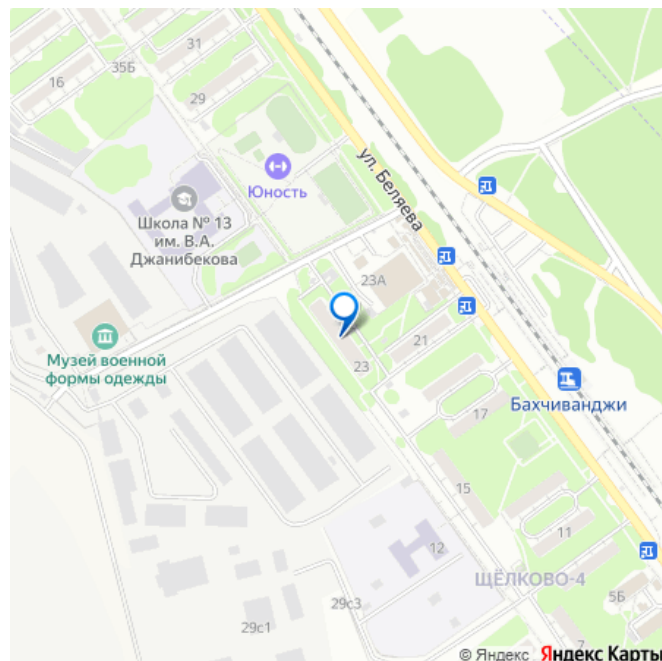 31
35Б
16
29
ул. Беляева
Юность
Школа № 13
им. В.А.
Джанибекова
23А
Музей военной
формы одежды
21
23
Бахчиванджи
17
15
11
12
ЩЁЛКОВО-4
29с3
5Б
29с1
7
© Яндекс Яндекс Карты